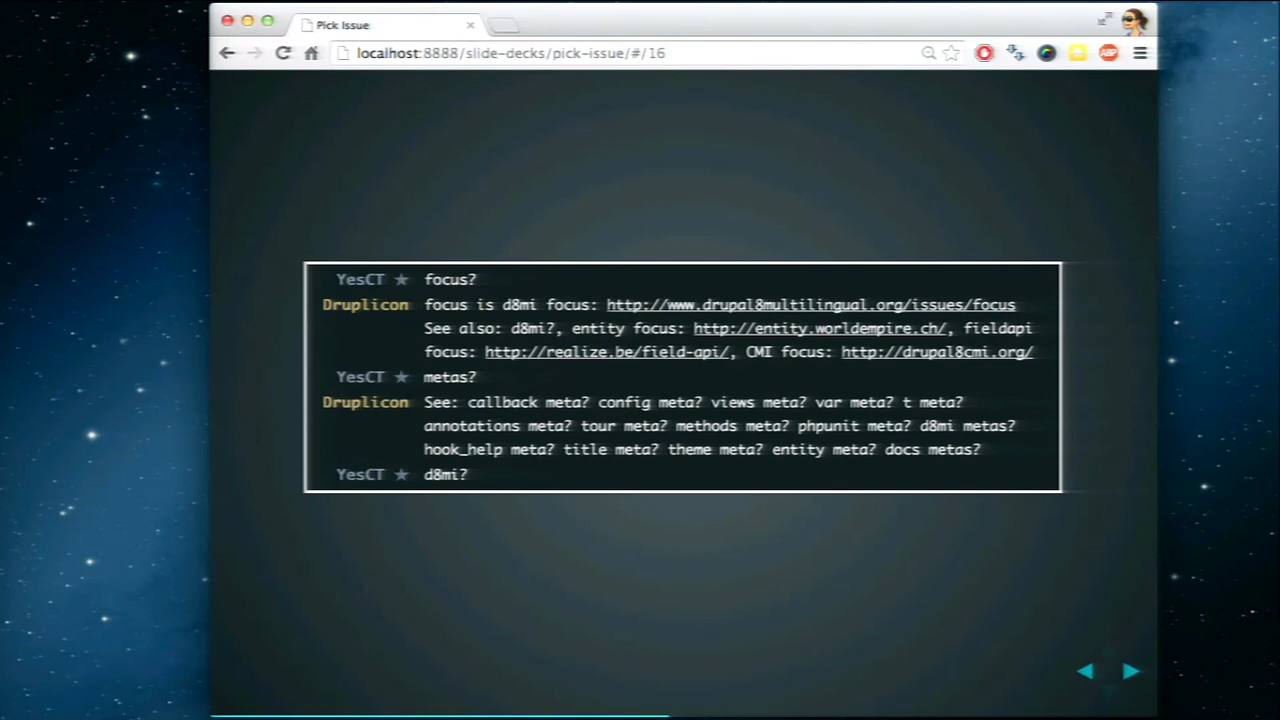 Pick Issue
localhost:8888/slide-decks/pick-issue/#/16
ABP
YesCT ★ focus?
Druplicon focus is d8mi focus: http://www.drupal8multilingual.org/issues/focus
See also: d8mi?, entity focus: http://entity.worldempire.ch/, fieldapi
focus: http://realize.be/field-api/, CMI focus: http://drupal8cmi.org/
YesCT ★ metas?
Druplicon See: callback meta? config meta? views meta? var meta? t meta?
annotations meta? tour meta? methods meta? phpunit meta? d8mi metas?
hook_help meta? title meta? theme meta? entity meta? docs metas?
YesCT ★ d8mi?